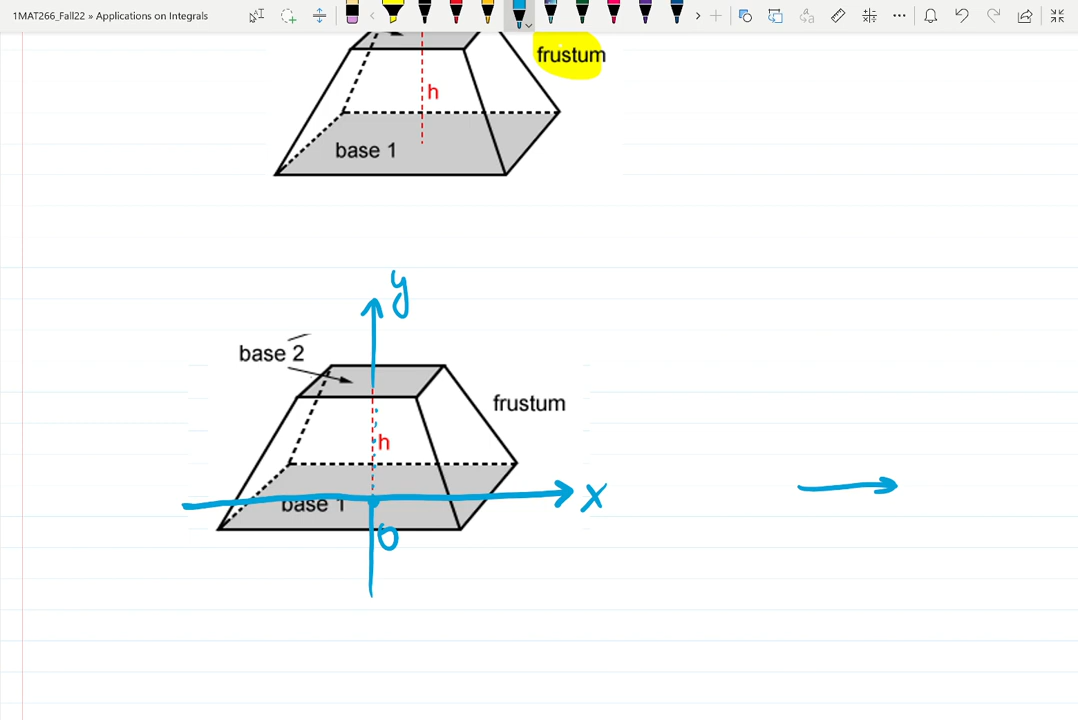 1MAT266_Fall22 » Applications on Integrals
frustum
h
base 1
y
base 2
frustum
h
base 1
x
0